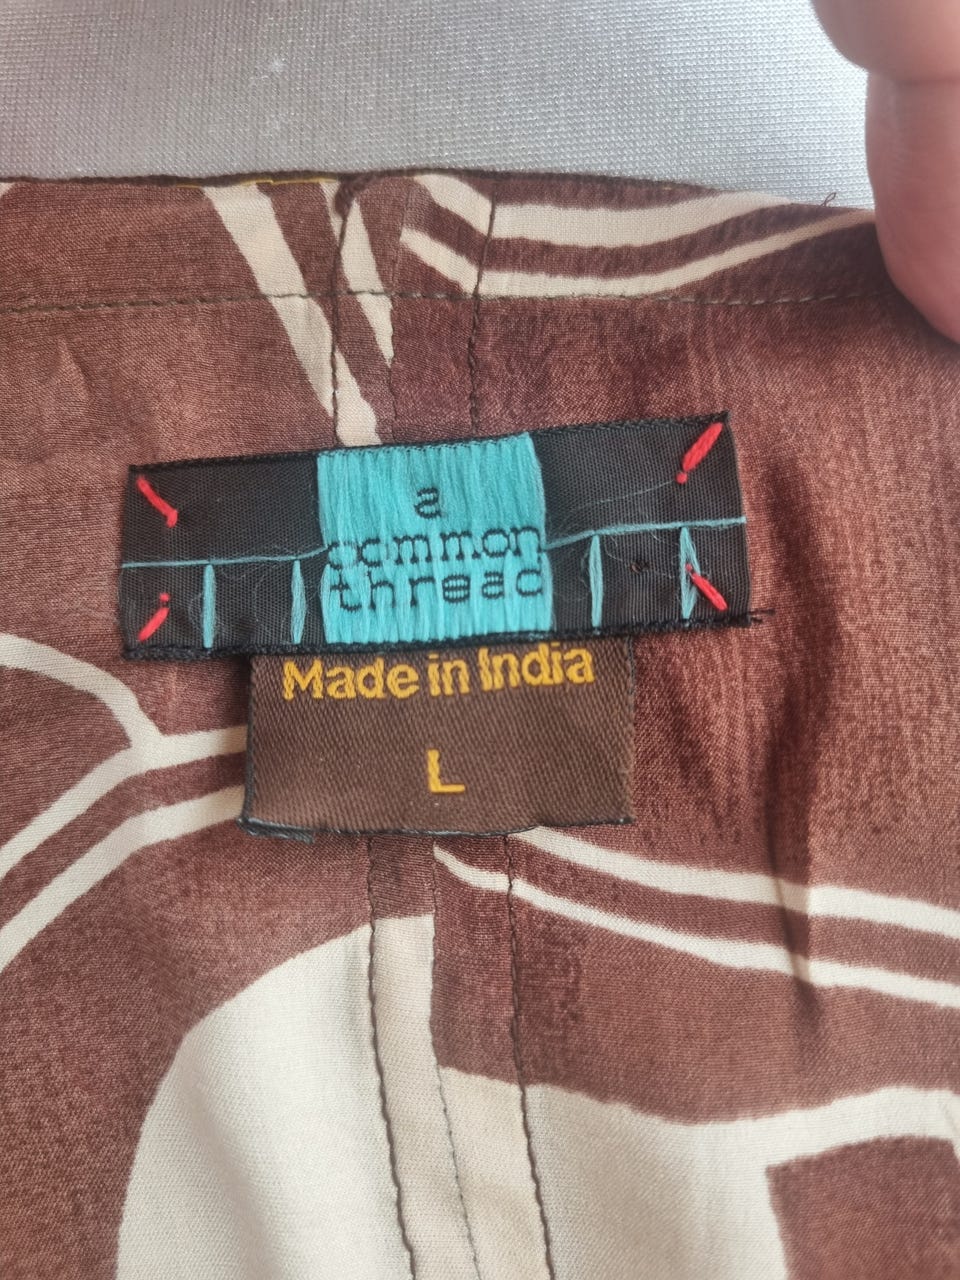 a
common
thread
Made in India
L